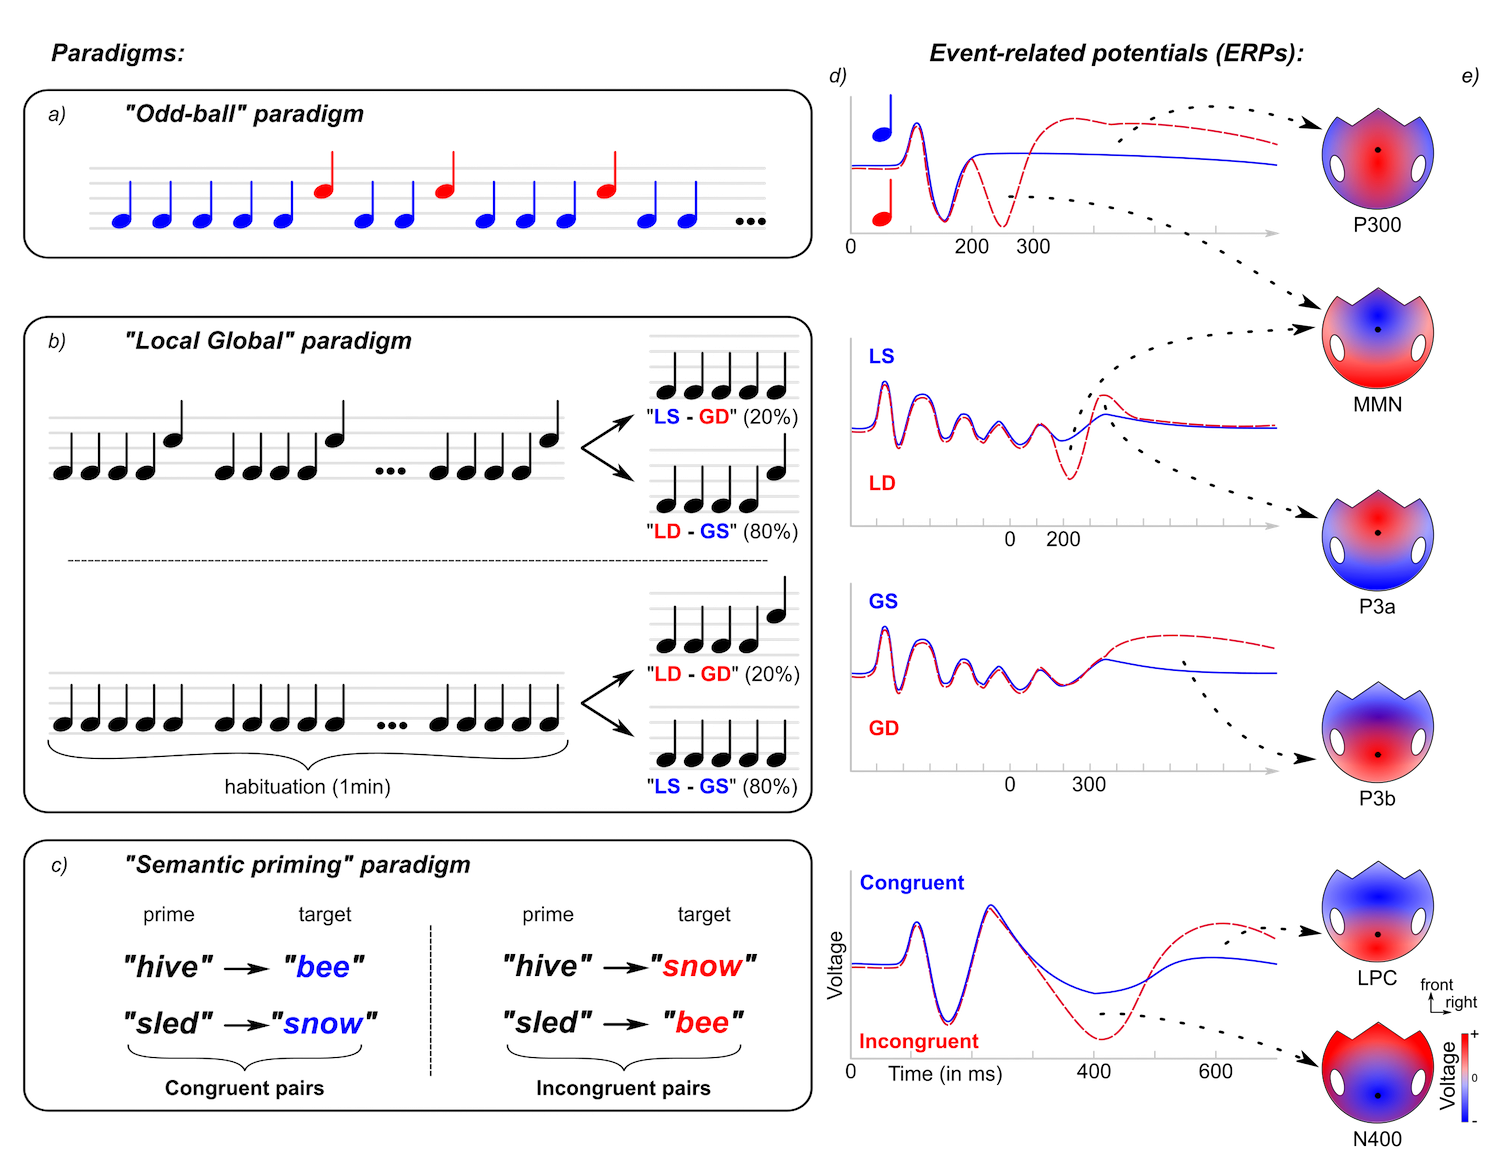 Paradigms:
a)
"Odd-ball" paradigm
b)
"Local Global" paradigm
"LS - GD" (20%)
"LD - GS" (80%)
"LD - GD" (20%)
"LS - GS" (80%)
habituation (1min)
c)
"Semantic priming" paradigm
prime target
"hive" "bee"
"sled" "snow"
Congruent pairs
prime target
"hive" "snow"
"sled" "bee"
Incongruent pairs
Event-related potentials (ERPs):
d)
0 200 300
LS
LD
0 200
GS
GD
0 300
Congruent
Incongruent
Voltage
0 400 600
Time (in ms)
e)
P300
MMN
P3a
P3b
LPC
front
right
N400
Voltage
+
0
-